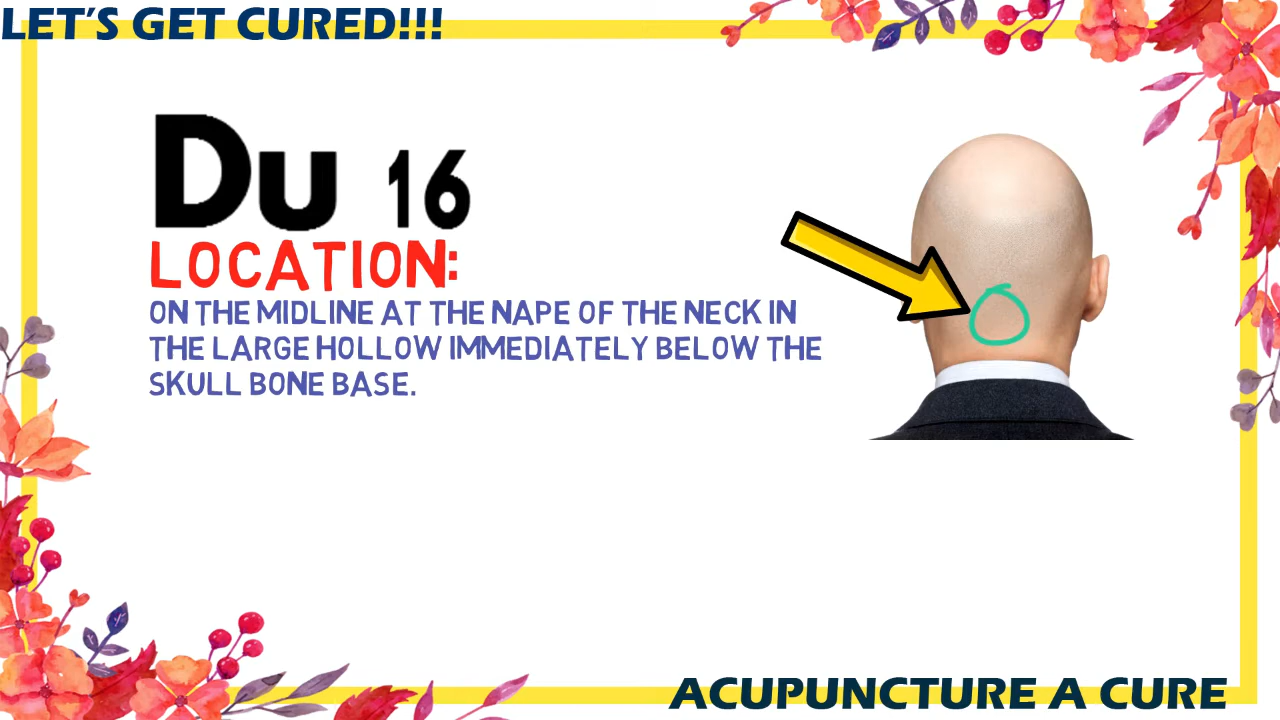 LET'S GET CURED!!!
Du 16
LOCATION:
ON THE MIDLINE AT THE NAPE OF THE NECK IN
THE LARGE HOLLOW IMMEDIATELY BELOW THE
SKULL BONE BASE.
ACUPUNCTURE A CURE